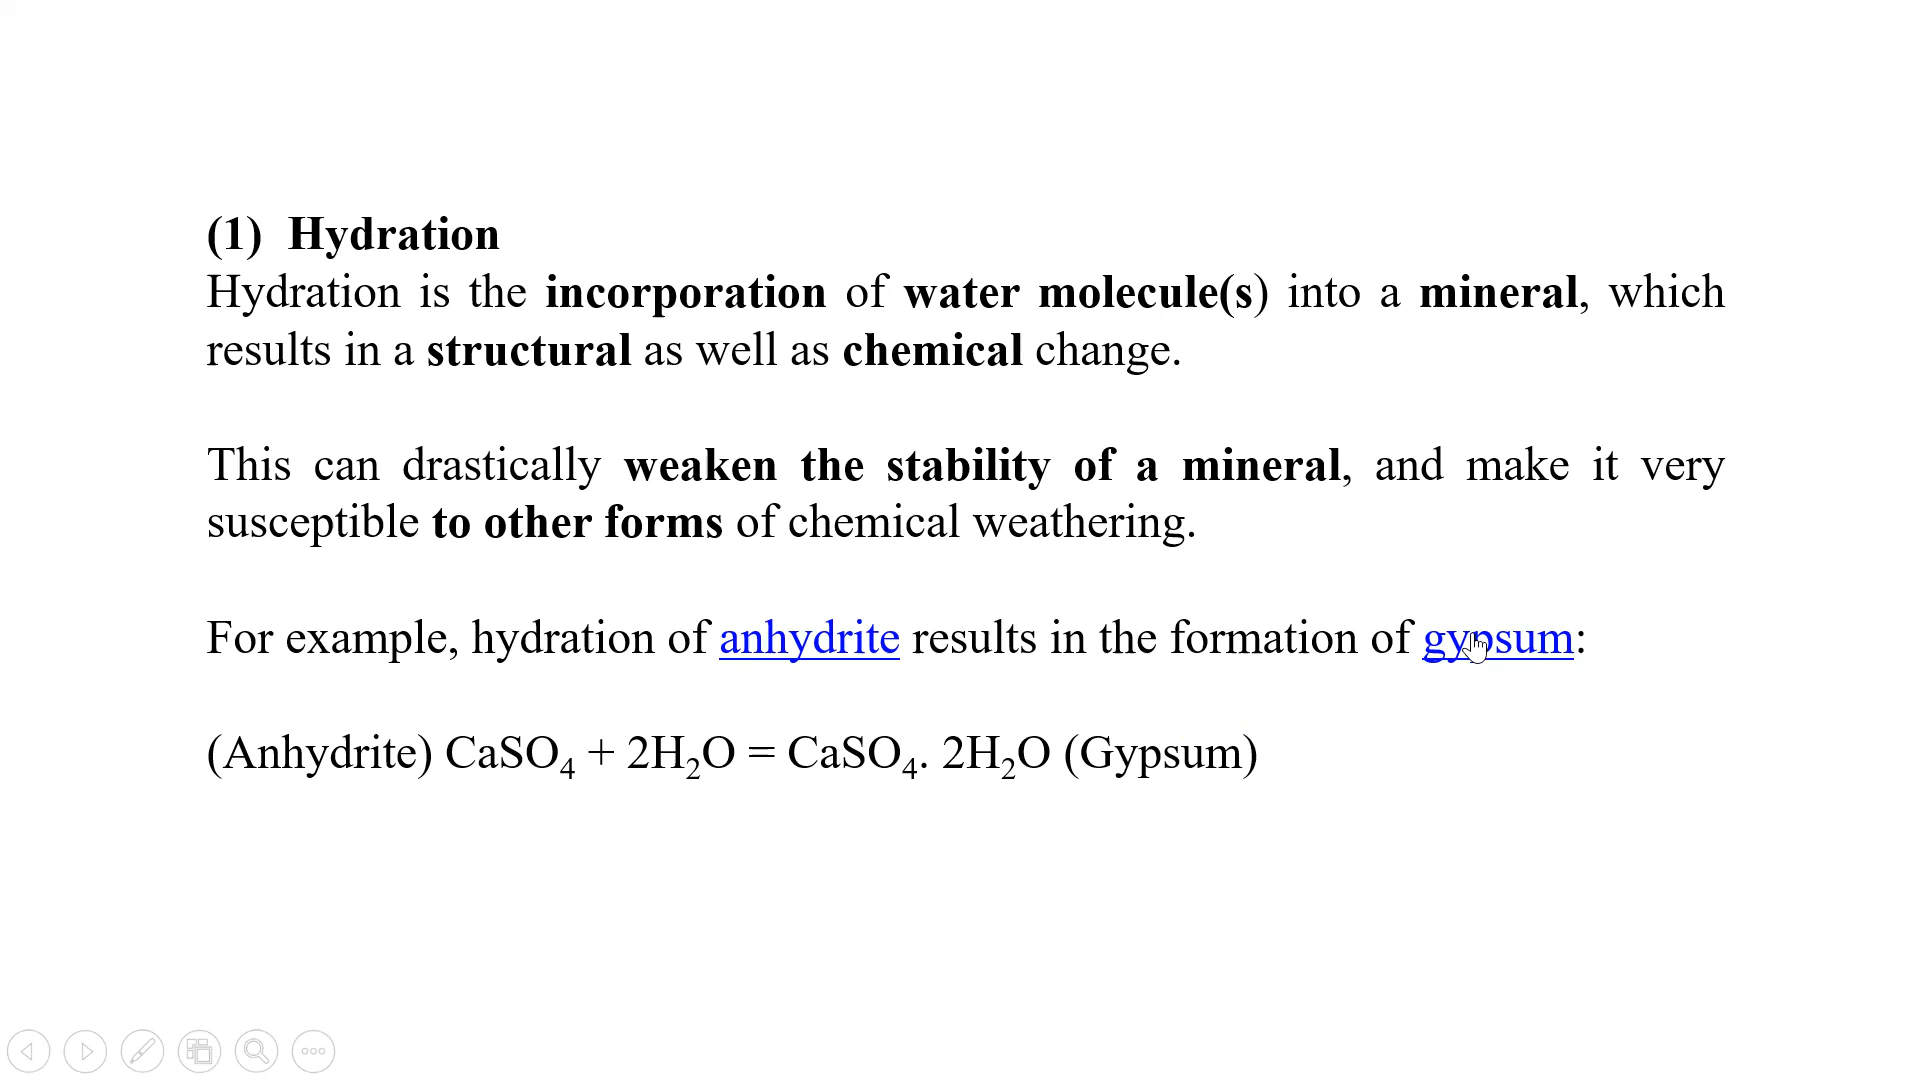 (1) Hydration
Hydration is the incorporation of water molecule(s) into a mineral, which
results in a structural as well as chemical change.
This can drastically weaken the stability of a mineral, and make it very
susceptible to other forms of chemical weathering.
For example, hydration of anhydrite results in the formation of gypsum:
(Anhydrite) CaSO₄ + 2H₂O = CaSO₄. 2H₂O (Gypsum)